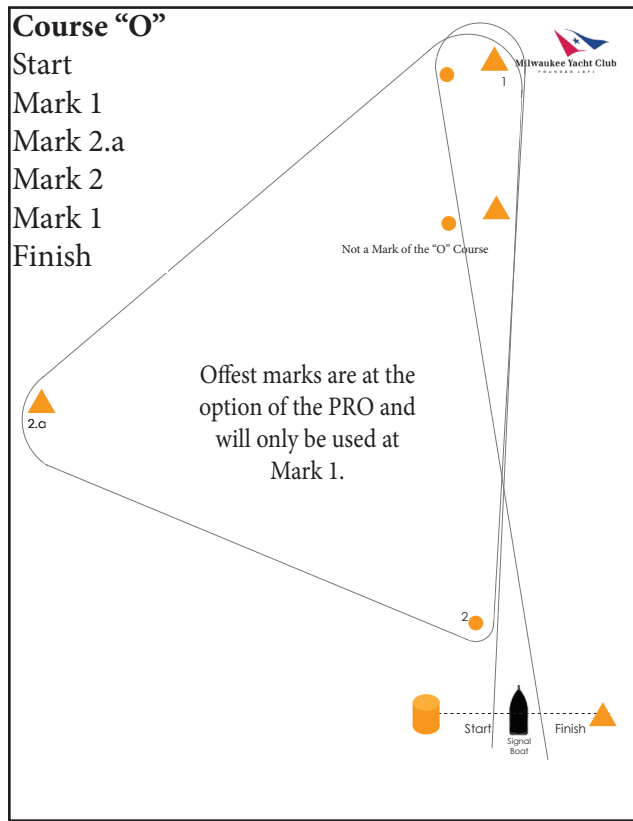 Course “O”
Start
Mark 1
Mark 2.a
Mark 2
Mark 1
Finish
Milwaukee Yacht Club
FOUNDED 1871
1
Not a Mark of the “O” Course
Offest marks are at the
option of the PRO and
will only be used at
Mark 1.
2.a
2
Start
Finish
Signal
Boat